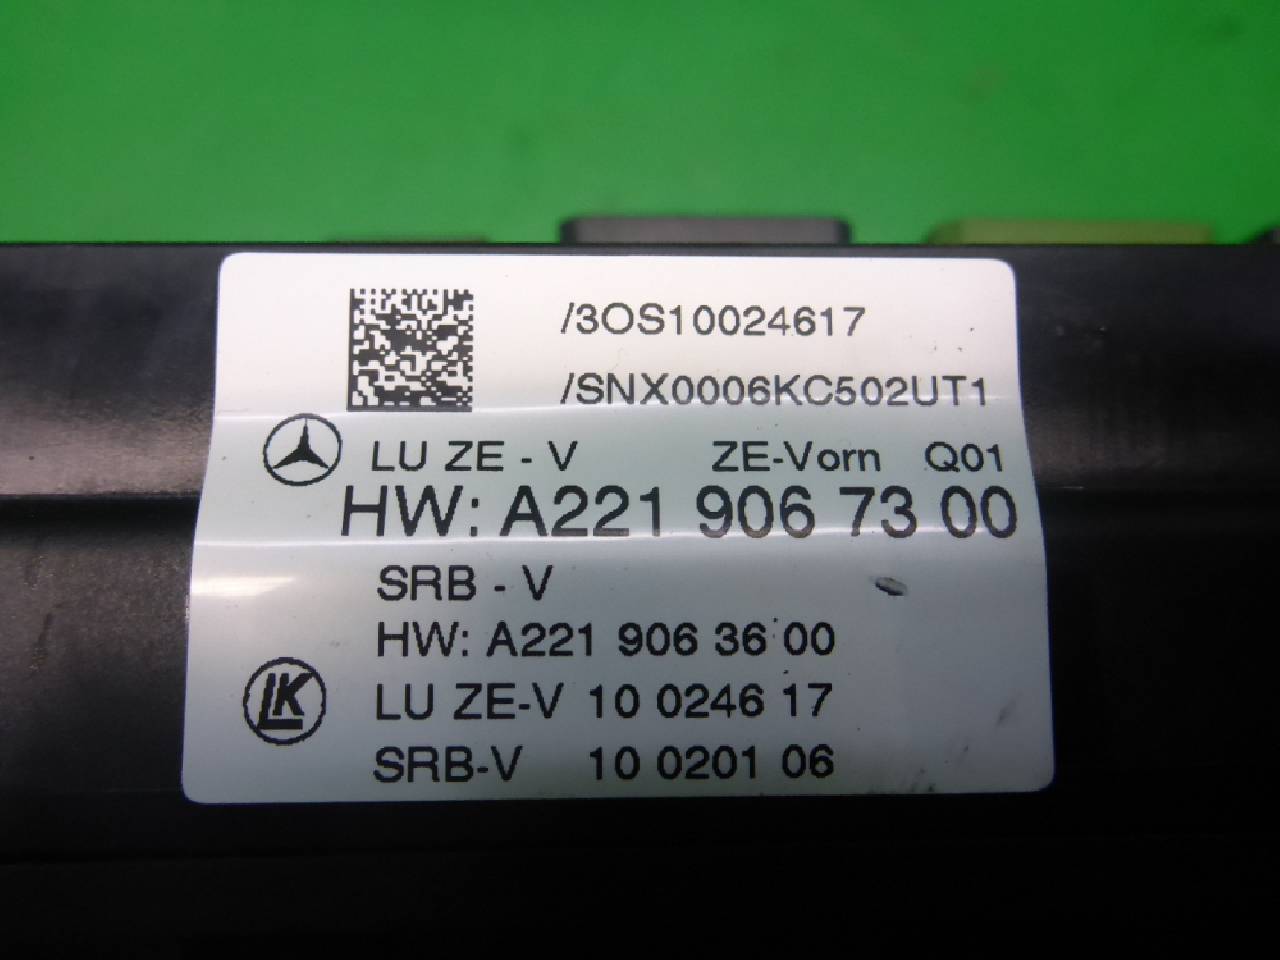 /3OS10024617
/SNX0006KC502UT1
LU ZE - V ZE-Vorn Q01
HW: A221 906 73 00
SRB - V
HW: A221 906 36 00
LK
LU ZE-V 10 0246 17
SRB-V 10 0201 06